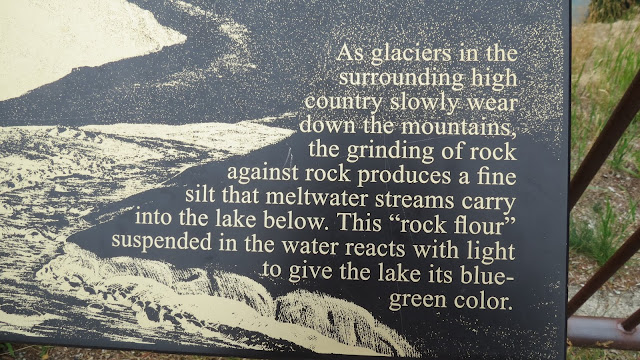 As glaciers in the
surrounding high
country slowly wear
down the mountains,
the grinding of rock
against rock produces a fine
silt that meltwater streams carry
into the lake below. This “rock flour”
suspended in the water reacts with light
to give the lake its blue-
green color.